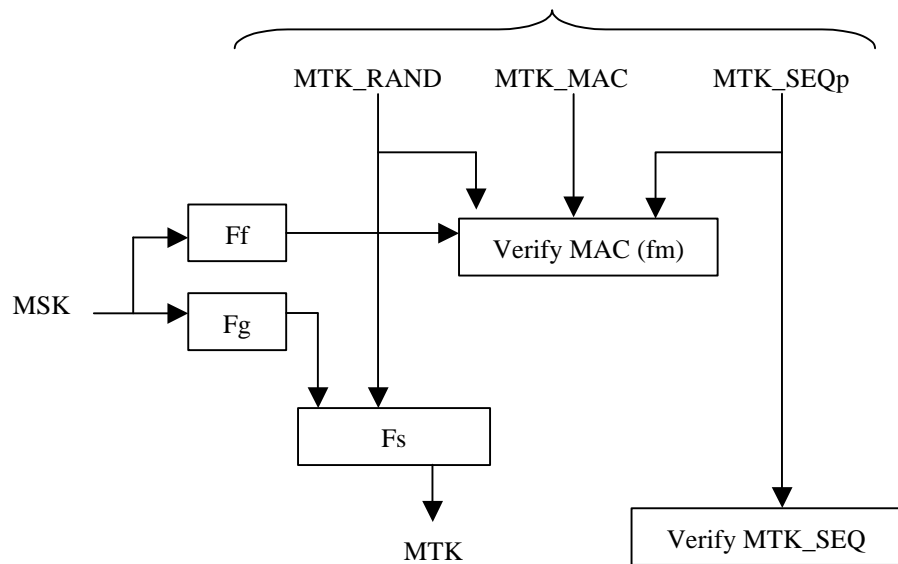 MTK_RAND MTK_MAC MTK_SEQp
Ff
Verify MAC (fm)
MSK
Fg
Fs
MTK
Verify MTK_SEQ